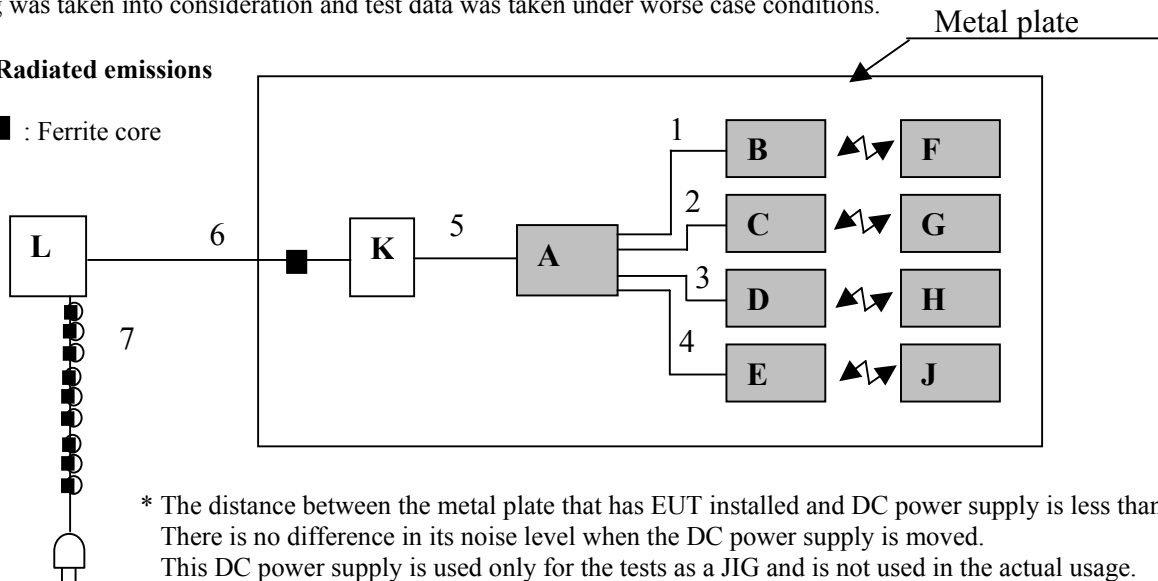 was taken into consideration and test data was taken under worse case conditions.
Metal plate
Radiated emissions
: Ferrite core
1
B
F
2
C
G
6
5
L
K
A
3
D
H
7
4
E
J
* The distance between the metal plate that has EUT installed and DC power supply is less than
There is no difference in its noise level when the DC power supply is moved.
This DC power supply is used only for the tests as a JIG and is not used in the actual usage.